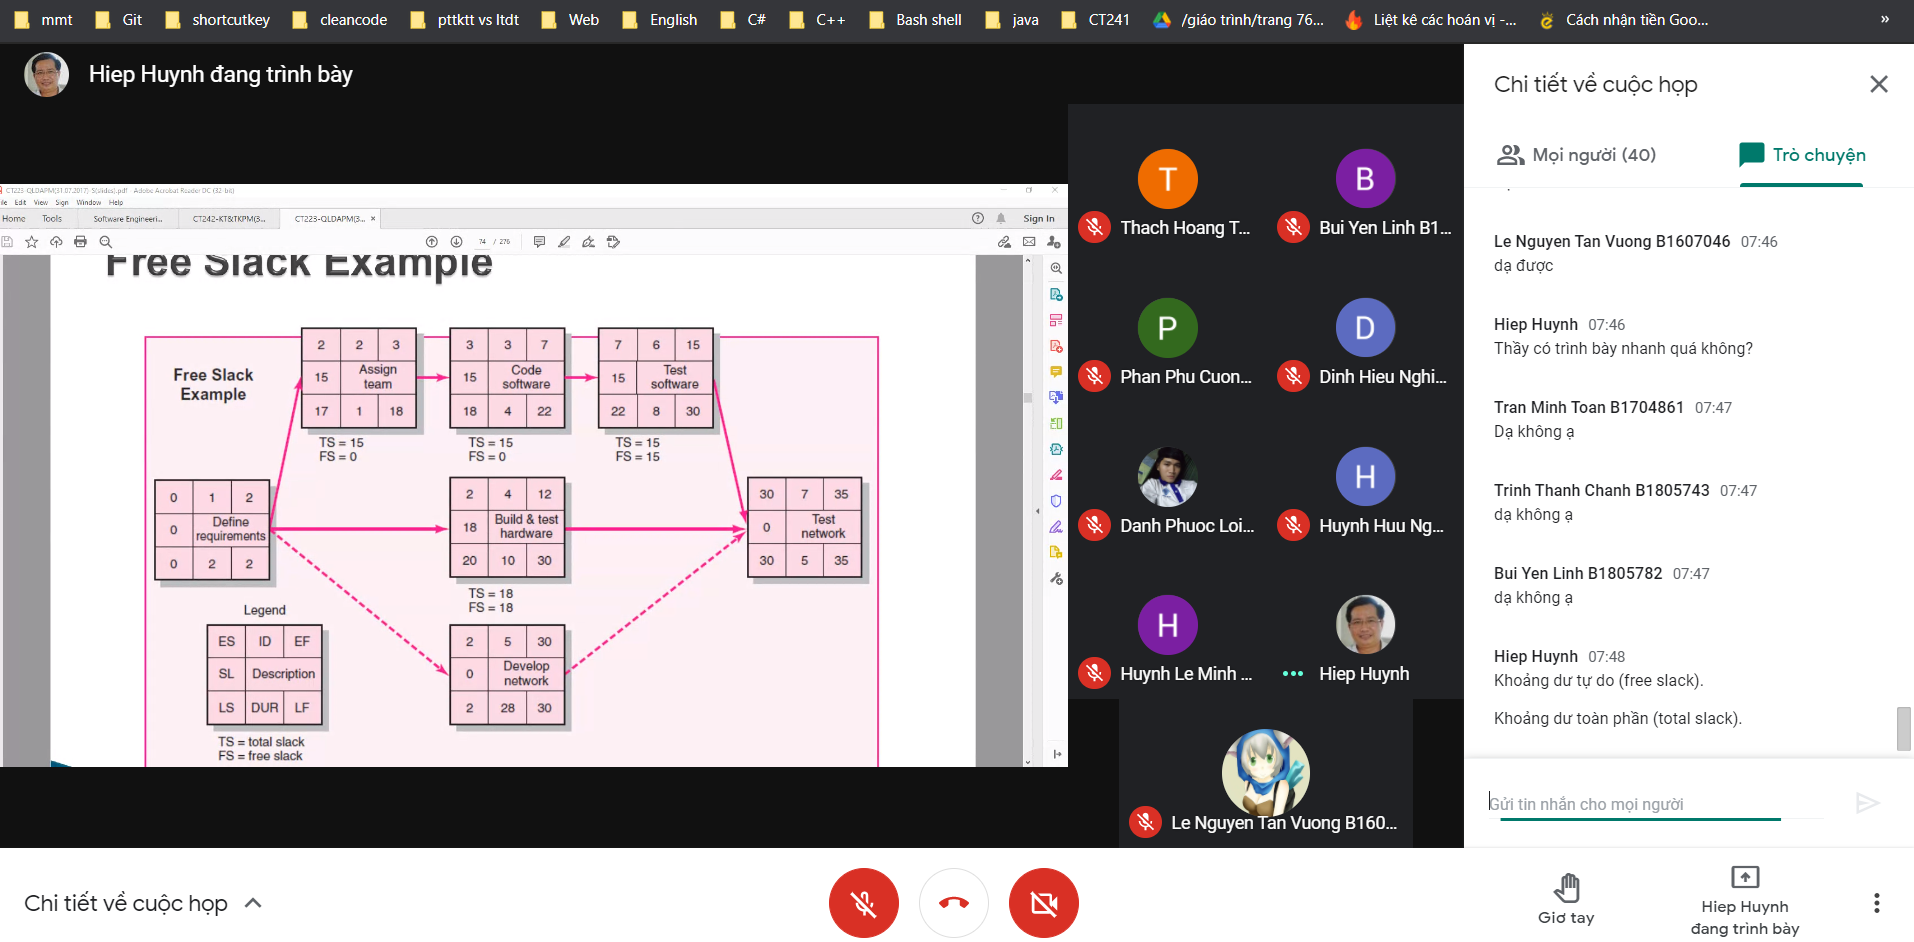 mmt Git shortcutkey cleancode pttktt vs ltdt Web English C# C++ Bash shell java CT241 /giáo trình/trang 76... Liệt kê các hoán vị -... Cách nhận tiền Goo... »
Hiep Huynh đang trình bày
CT223-QLDAPM(31.07.2017)-S(slides).pdf - Adobe Acrobat Reader DC (32-bit)
ile Edit View Sign Window Help
Home Tools Software Engineeri... CT242-KT&TKPM(3... CT223-QLDAPM(3... × Sign In
74 / 276
Free Slack Example
Free Slack
Example
2 2 3
15 Assign
team
17 1 18
TS = 15
FS = 0
3 3 7
15 Code
software
18 4 22
TS = 15
FS = 0
7 6 15
15 Test
software
22 8 30
TS = 15
FS = 15
0 1 2
0 Define
requirements
0 2 2
2 4 12
18 Build & test
hardware
20 10 30
TS = 18
FS = 18
30 7 35
0 Test
network
30 5 35
2 5 30
0 Develop
network
2 28 30
Legend
ES ID EF
SL Description
LS DUR LF
TS = total slack
FS = free slack
T
Thach Hoang T...
B
Bui Yen Linh B1...
P
Phan Phu Cuon...
D
Dinh Hieu Nghi...
Danh Phuoc Loi...
H
Huynh Huu Ng...
H
Huynh Le Minh ...
Hiep Huynh
Le Nguyen Tan Vuong B160...
Chi tiết về cuộc họp
Mọi người (40) Trò chuyện
Le Nguyen Tan Vuong B1607046 07:46
dạ được
Hiep Huynh 07:46
Thầy có trình bày nhanh quá không?
Tran Minh Toan B1704861 07:47
Dạ không ạ
Trinh Thanh Chanh B1805743 07:47
dạ không ạ
Bui Yen Linh B1805782 07:47
dạ không ạ
Hiep Huynh 07:48
Khoảng dư tự do (free slack).
Khoảng dư toàn phần (total slack).
Gửi tin nhắn cho mọi người
Chi tiết về cuộc họp
Giơ tay
Hiep Huynh
đang trình bày